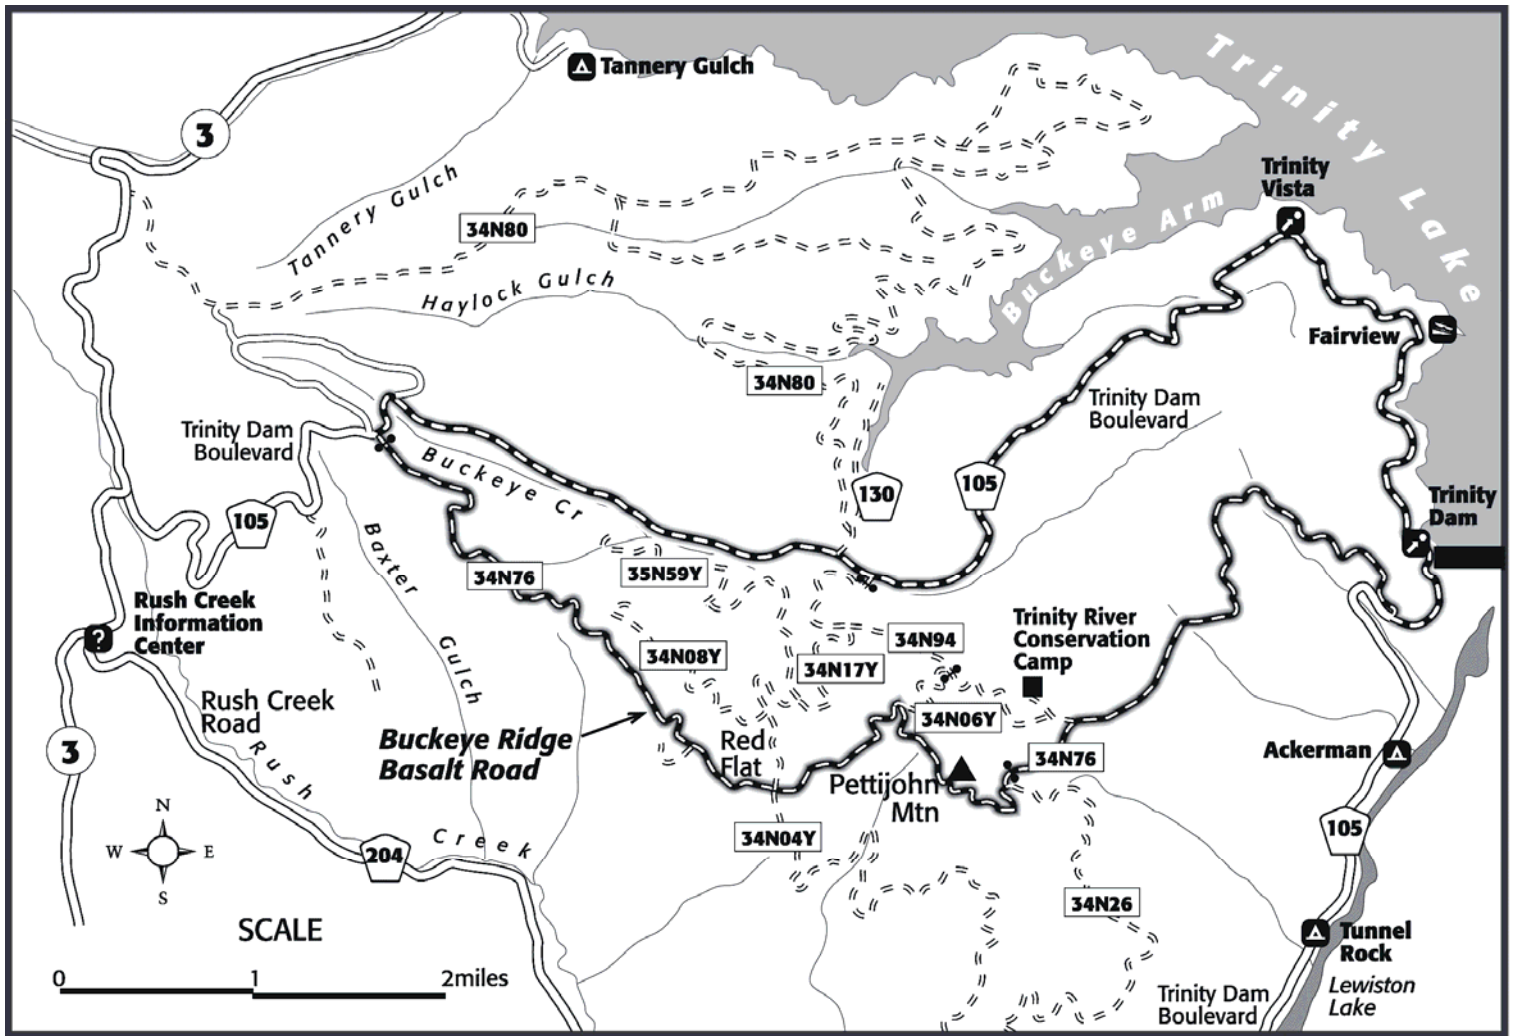 Trinity Lake
Tannery Gulch
3
Tannery Gulch
Trinity
Vista
Buckeye Arm
34N80
Haylock Gulch
Fairview
34N80
Trinity Dam
Boulevard
Trinity Dam
Boulevard
Buckeye Cr
130
105
Trinity
Dam
105
Baxter Gulch
34N76
35N59Y
Rush Creek
Information
Center
?
Trinity River
Conservation
Camp
34N94
34N08Y
34N17Y
Rush Creek
Road
34N06Y
Buckeye Ridge
Basalt Road
Red
Flat
34N76
Ackerman
3
Pettijohn
Mtn
Rush Creek
N
W E
S
34N04Y
105
204
34N26
SCALE
Tunnel
Rock
0 1 2miles
Lewiston
Lake
Trinity Dam
Boulevard